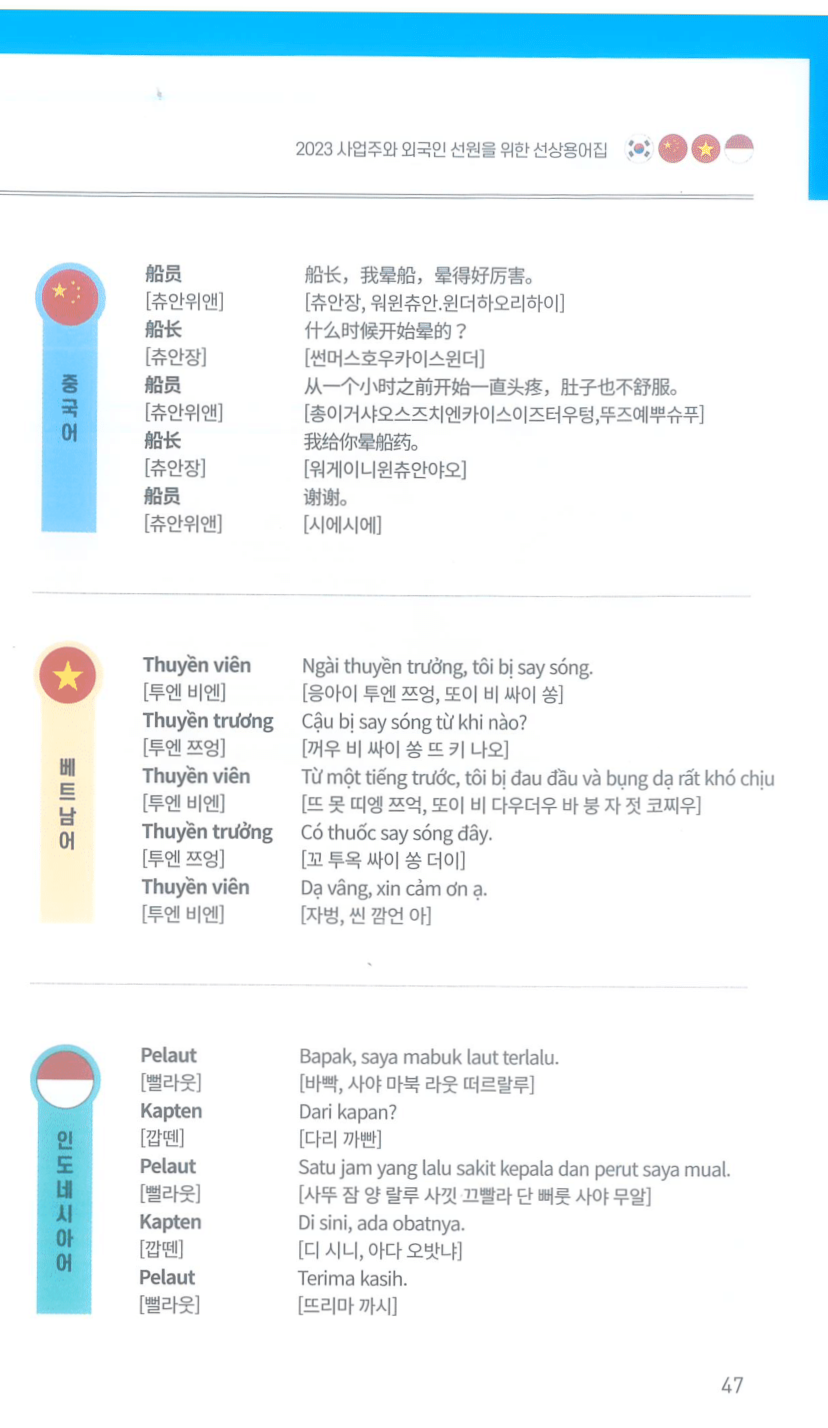 2023 사업주와 외국인 선원을 위한 선상용어집
중국어
船员 船长，我晕船，晕得好厉害。
[츄안위앤] [츄안장, 워윈츄안.윈더하오리하이]
船长 什么时候开始晕的？
[츄안장] [썬머스호우카이스윈더]
船员 从一个小时之前开始一直头疼，肚子也不舒服。
[츄안위앤] [총이거샤오스즈치엔카이스이즈터우텅,뚜즈예뿌슈푸]
船长 我给你晕船药。
[츄안장] [워게이니윈츄안야오]
船员 谢谢。
[츄안위앤] [시에시에]
베트남어
Thuyền viên Ngài thuyền trưởng, tôi bị say sóng.
[투엔 비엔] [응아이 투엔 쯔엉, 또이 비 싸이 쏭]
Thuyền trương Cậu bị say sóng từ khi nào?
[투엔 쯔엉] [꺼우 비 싸이 쏭 뜨 키 나오]
Thuyền viên Từ một tiếng trước, tôi bị đau đầu và bụng dạ rất khó chịu
[투엔 비엔] [뜨 못 띠엥 쯔억, 또이 비 다우더우 바 붕 자 젓 코찌우]
Thuyền trưởng Có thuốc say sóng đây.
[투엔 쯔엉] [꼬 투옥 싸이 쏭 더이]
Thuyền viên Dạ vâng, xin cảm ơn ạ.
[투엔 비엔] [자벙, 씬 깜언 아]
인도네시아어
Pelaut Bapak, saya mabuk laut terlalu.
[뻘라웃] [바빡, 사야 마북 라웃 떠르랄루]
Kapten Dari kapan?
[깝뗀] [다리 까빤]
Pelaut Satu jam yang lalu sakit kepala dan perut saya mual.
[뻘라웃] [사뚜 잠 양 랄루 사낏 끄빨라 단 뻐룻 사야 무알]
Kapten Di sini, ada obatnya.
[깝뗀] [디 시니, 아다 오밧냐]
Pelaut Terima kasih.
[뻘라웃] [뜨리마 까시]
47